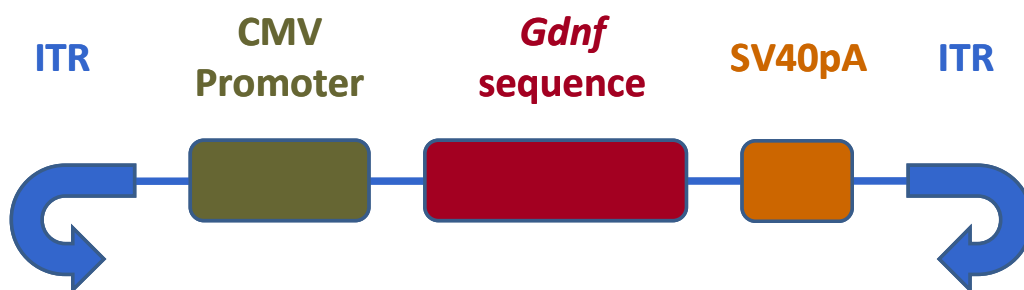 ITR
CMV
Promoter
Gdnf
sequence
SV40pA
ITR